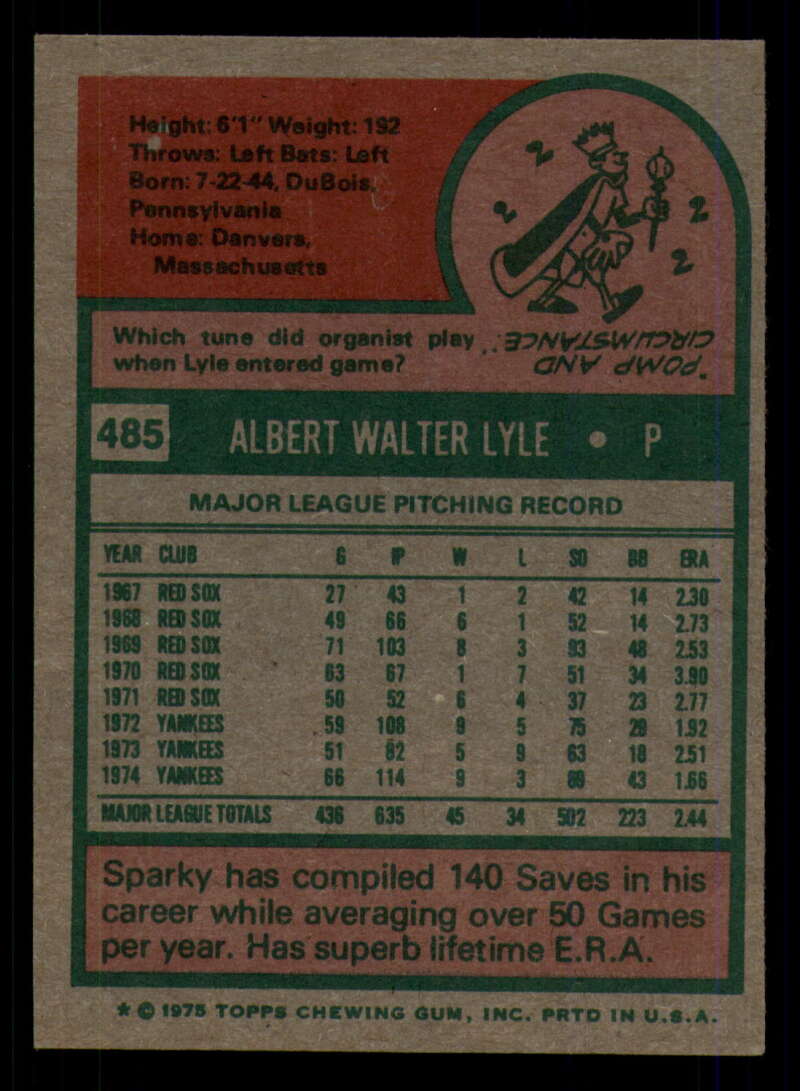 Height: 6'1" Weight: 192
Throws: Left Bats: Left
Born: 7-22-44, DuBois,
Pennsylvania
Home: Danvers,
Massachusetts
2
2
2
2
Which tune did organist play
when Lyle entered game?
"POMP AND
CIRCUMSTANCE."
485 ALBERT WALTER LYLE • P
MAJOR LEAGUE PITCHING RECORD
YEAR CLUB G IP W L SO BB ERA
1967 RED SOX 27 43 1 2 42 14 2.30
1968 RED SOX 49 66 6 1 52 14 2.73
1969 RED SOX 71 103 8 3 93 48 2.53
1970 RED SOX 63 67 1 7 51 34 3.90
1971 RED SOX 50 52 6 4 37 23 2.77
1972 YANKEES 59 108 9 5 75 29 1.92
1973 YANKEES 51 82 5 9 63 18 2.51
1974 YANKEES 66 114 9 3 89 43 1.66
MAJOR LEAGUE TOTALS 436 635 45 34 502 223 2.44
Sparky has compiled 140 Saves in his
career while averaging over 50 Games
per year. Has superb lifetime E.R.A.
* © 1975 TOPPS CHEWING GUM, INC. PRTD IN U.S.A.